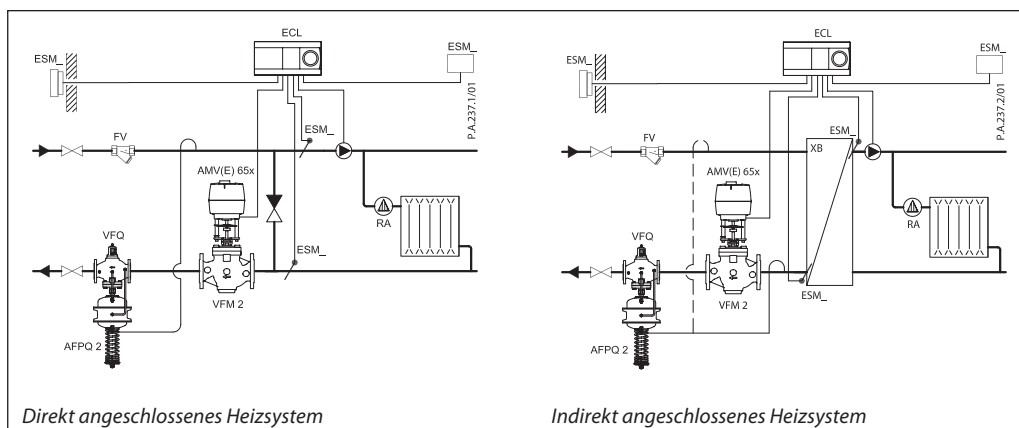 ECL
ESM_
ESM_
P.A.237.1/01
FV
ESM_
AMV(E) 65x
RA
VFQ
ESM_
VFM 2
AFPQ 2
Direkt angeschlossenes Heizsystem
ECL
ESM_
ESM_
P.A.237.2/01
FV
ESM_
XB
AMV(E) 65x
RA
VFQ
VFM 2
ESM_
AFPQ 2
Indirekt angeschlossenes Heizsystem